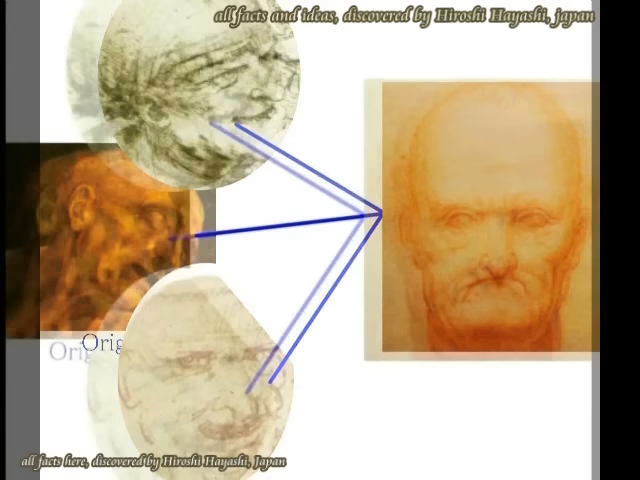 all facts and ideas, discovered by Hiroshi Hayashi, japan
Orig
Orig
all facts here, discovered by Hiroshi Hayashi, Japan